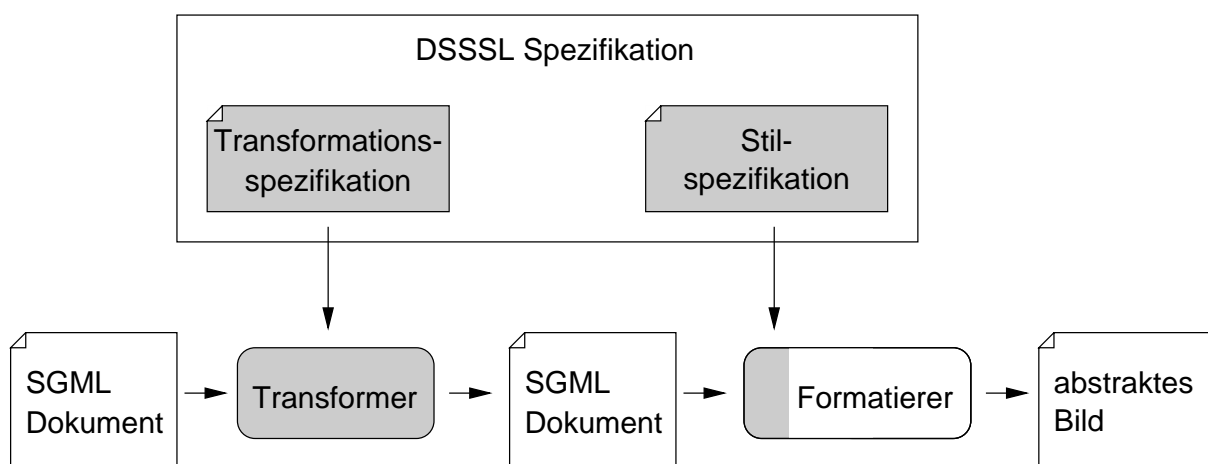 DSSSL Spezifikation
Transformations-
spezifikation
Stil-
spezifikation
SGML
Dokument
Transformer
SGML
Dokument
Formatierer
abstraktes
Bild